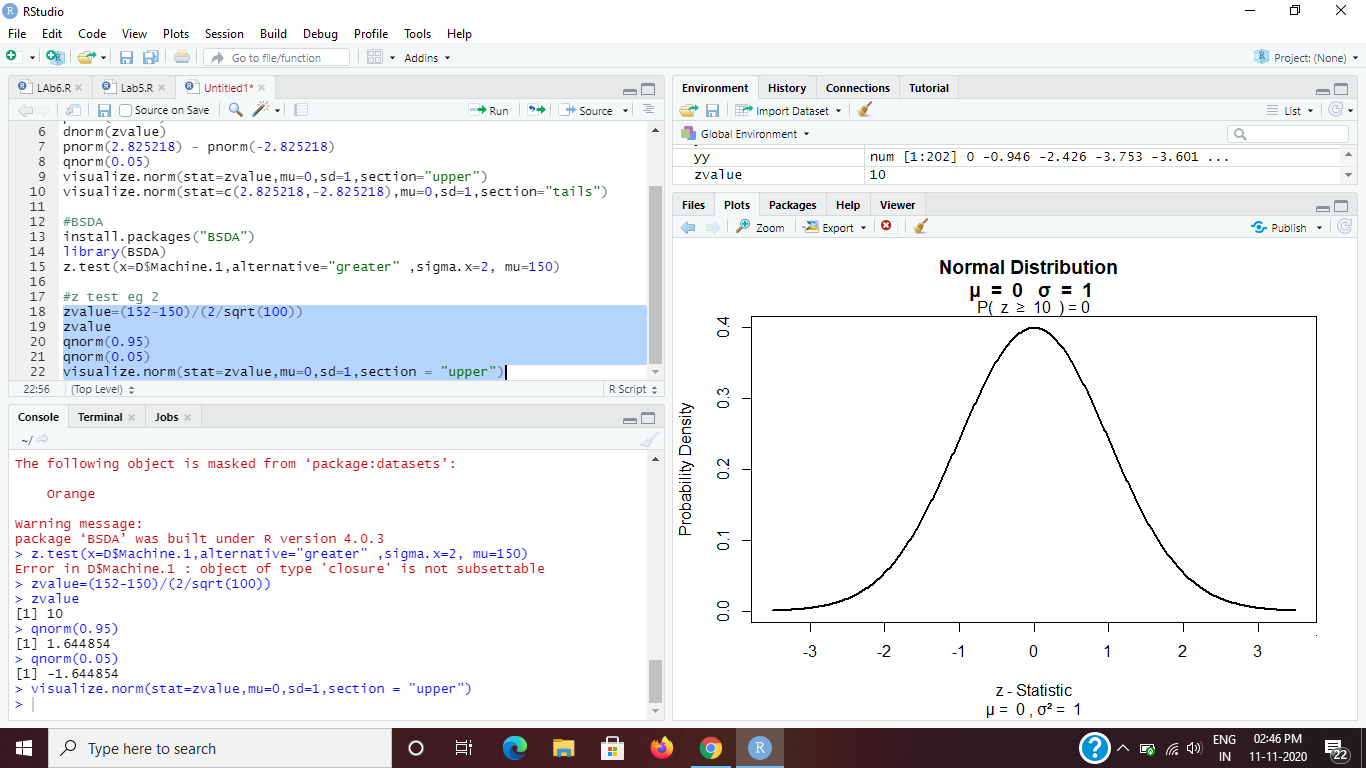 RStudio
File Edit Code View Plots Session Build Debug Profile Tools Help
Go to file/function Addins Project: (None)
LAb6.R Lab5.R Untitled1*
Source on Save Run Source
6 dnorm(zvalue)
7 pnorm(2.825218) - pnorm(-2.825218)
8 qnorm(0.05)
9 visualize.norm(stat=zvalue,mu=0,sd=1,section="upper")
10 visualize.norm(stat=c(2.825218,-2.825218),mu=0,sd=1,section="tails")
11
12 #BSDA
13 install.packages("BSDA")
14 library(BSDA)
15 z.test(x=D$Machine.1,alternative="greater" ,sigma.x=2, mu=150)
16
17 #z test eg 2
18 zvalue=(152-150)/(2/sqrt(100))
19 zvalue
20 qnorm(0.95)
21 qnorm(0.05)
22 visualize.norm(stat=zvalue,mu=0,sd=1,section = "upper")
22:56 (Top Level) R Script
Console Terminal Jobs
~/
The following object is masked from ‘package:datasets’:
Orange
Warning message:
package ‘BSDA’ was built under R version 4.0.3
> z.test(x=D$Machine.1,alternative="greater" ,sigma.x=2, mu=150)
Error in D$Machine.1 : object of type 'closure' is not subsettable
> zvalue=(152-150)/(2/sqrt(100))
> zvalue
[1] 10
> qnorm(0.95)
[1] 1.644854
> qnorm(0.05)
[1] -1.644854
> visualize.norm(stat=zvalue,mu=0,sd=1,section = "upper")
>
Environment History Connections Tutorial
Import Dataset List
Global Environment
yy num [1:202] 0 -0.946 -2.426 -3.753 -3.601 ...
zvalue 10
Files Plots Packages Help Viewer
Zoom Export Publish
Normal Distribution
μ = 0 σ = 1
P( z ≥ 10 ) = 0
Probability Density
0.4
0.3
0.2
0.1
0.0
-3 -2 -1 0 1 2 3
z - Statistic
μ = 0 , σ² = 1
Type here to search
ENG
IN
02:46 PM
11-11-2020
22